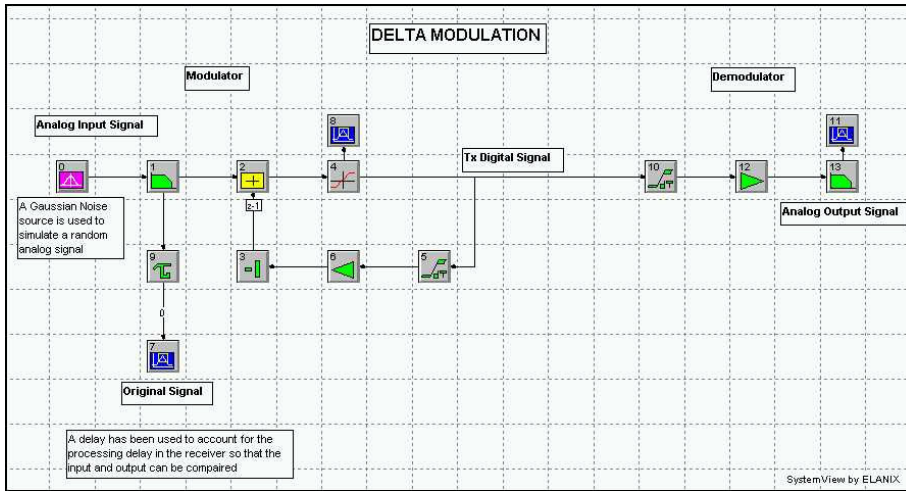 DELTA MODULATION
Modulator
Demodulator
Analog Input Signal
8
11
Tx Digital Signal
0
1
2
4
10
12
13
A Gaussian Noise
source is used to
simulate a random
analog signal
z-1
Analog Output Signal
9
3
6
5
0
7
Original Signal
A delay has been used to account for the
processing delay in the receiver so that the
input and output can be compaired
SystemView by ELANIX